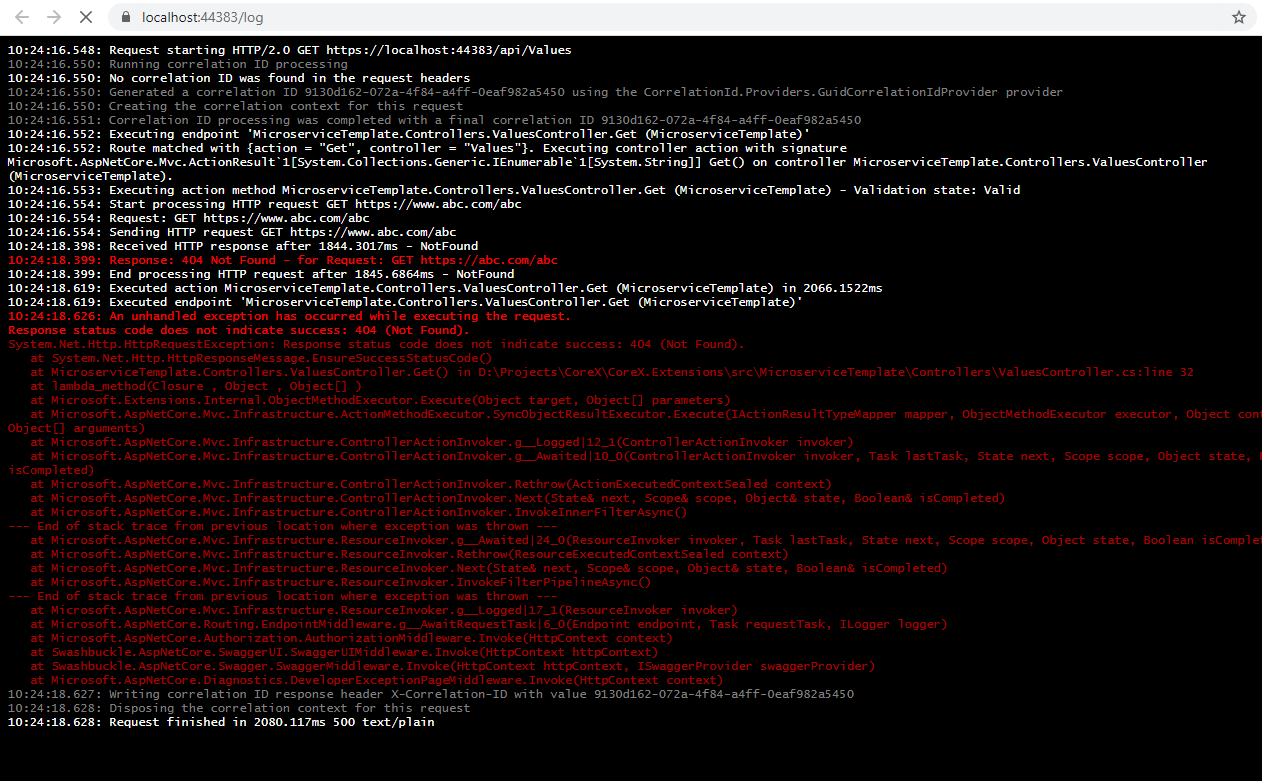 localhost:44383/log
10:24:16.548: Request starting HTTP/2.0 GET https://localhost:44383/api/Values
10:24:16.550: Running correlation ID processing
10:24:16.550: No correlation ID was found in the request headers
10:24:16.550: Generated a correlation ID 9130d162-072a-4f84-a4ff-0eaf982a5450 using the CorrelationId.Providers.GuidCorrelationIdProvider provider
10:24:16.550: Creating the correlation context for this request
10:24:16.551: Correlation ID processing was completed with a final correlation ID 9130d162-072a-4f84-a4ff-0eaf982a5450
10:24:16.552: Executing endpoint 'MicroserviceTemplate.Controllers.ValuesController.Get (MicroserviceTemplate)'
10:24:16.552: Route matched with {action = "Get", controller = "Values"}. Executing controller action with signature
Microsoft.AspNetCore.Mvc.ActionResult`1[System.Collections.Generic.IEnumerable`1[System.String]] Get() on controller MicroserviceTemplate.Controllers.ValuesController
(MicroserviceTemplate).
10:24:16.553: Executing action method MicroserviceTemplate.Controllers.ValuesController.Get (MicroserviceTemplate) - Validation state: Valid
10:24:16.554: Start processing HTTP request GET https://www.abc.com/abc
10:24:16.554: Request: GET https://www.abc.com/abc
10:24:16.554: Sending HTTP request GET https://www.abc.com/abc
10:24:18.398: Received HTTP response after 1844.3017ms - NotFound
10:24:18.399: Response: 404 Not Found - for Request: GET https://abc.com/abc
10:24:18.399: End processing HTTP request after 1845.6864ms - NotFound
10:24:18.619: Executed action MicroserviceTemplate.Controllers.ValuesController.Get (MicroserviceTemplate) in 2066.1522ms
10:24:18.619: Executed endpoint 'MicroserviceTemplate.Controllers.ValuesController.Get (MicroserviceTemplate)'
10:24:18.626: An unhandled exception has occurred while executing the request.
Response status code does not indicate success: 404 (Not Found).
System.Net.Http.HttpRequestException: Response status code does not indicate success: 404 (Not Found).
at System.Net.Http.HttpResponseMessage.EnsureSuccessStatusCode()
at MicroserviceTemplate.Controllers.ValuesController.Get() in D:\Projects\CoreX\CoreX.Extensions\src\MicroserviceTemplate\Controllers\ValuesController.cs:line 32
at lambda_method(Closure , Object , Object[] )
at Microsoft.Extensions.Internal.ObjectMethodExecutor.Execute(Object target, Object[] parameters)
at Microsoft.AspNetCore.Mvc.Infrastructure.ActionMethodExecutor.SyncObjectResultExecutor.Execute(IActionResultTypeMapper mapper, ObjectMethodExecutor executor, Object con
Object[] arguments)
at Microsoft.AspNetCore.Mvc.Infrastructure.ControllerActionInvoker.g__Logged|12_1(ControllerActionInvoker invoker)
at Microsoft.AspNetCore.Mvc.Infrastructure.ControllerActionInvoker.g__Awaited|10_0(ControllerActionInvoker invoker, Task lastTask, State next, Scope scope, Object state,
isCompleted)
at Microsoft.AspNetCore.Mvc.Infrastructure.ControllerActionInvoker.Rethrow(ActionExecutedContextSealed context)
at Microsoft.AspNetCore.Mvc.Infrastructure.ControllerActionInvoker.Next(State& next, Scope& scope, Object& state, Boolean& isCompleted)
at Microsoft.AspNetCore.Mvc.Infrastructure.ControllerActionInvoker.InvokeInnerFilterAsync()
--- End of stack trace from previous location where exception was thrown ---
at Microsoft.AspNetCore.Mvc.Infrastructure.ResourceInvoker.g__Awaited|24_0(ResourceInvoker invoker, Task lastTask, State next, Scope scope, Object state, Boolean isComplet
at Microsoft.AspNetCore.Mvc.Infrastructure.ResourceInvoker.Rethrow(ResourceExecutedContextSealed context)
at Microsoft.AspNetCore.Mvc.Infrastructure.ResourceInvoker.Next(State& next, Scope& scope, Object& state, Boolean& isCompleted)
at Microsoft.AspNetCore.Mvc.Infrastructure.ResourceInvoker.InvokeFilterPipelineAsync()
--- End of stack trace from previous location where exception was thrown ---
at Microsoft.AspNetCore.Mvc.Infrastructure.ResourceInvoker.g__Logged|17_1(ResourceInvoker invoker)
at Microsoft.AspNetCore.Routing.EndpointMiddleware.g__AwaitRequestTask|6_0(Endpoint endpoint, Task requestTask, ILogger logger)
at Microsoft.AspNetCore.Authorization.AuthorizationMiddleware.Invoke(HttpContext context)
at Swashbuckle.AspNetCore.SwaggerUI.SwaggerUIMiddleware.Invoke(HttpContext httpContext)
at Swashbuckle.AspNetCore.Swagger.SwaggerMiddleware.Invoke(HttpContext httpContext, ISwaggerProvider swaggerProvider)
at Microsoft.AspNetCore.Diagnostics.DeveloperExceptionPageMiddleware.Invoke(HttpContext context)
10:24:18.627: Writing correlation ID response header X-Correlation-ID with value 9130d162-072a-4f84-a4ff-0eaf982a5450
10:24:18.628: Disposing the correlation context for this request
10:24:18.628: Request finished in 2080.117ms 500 text/plain